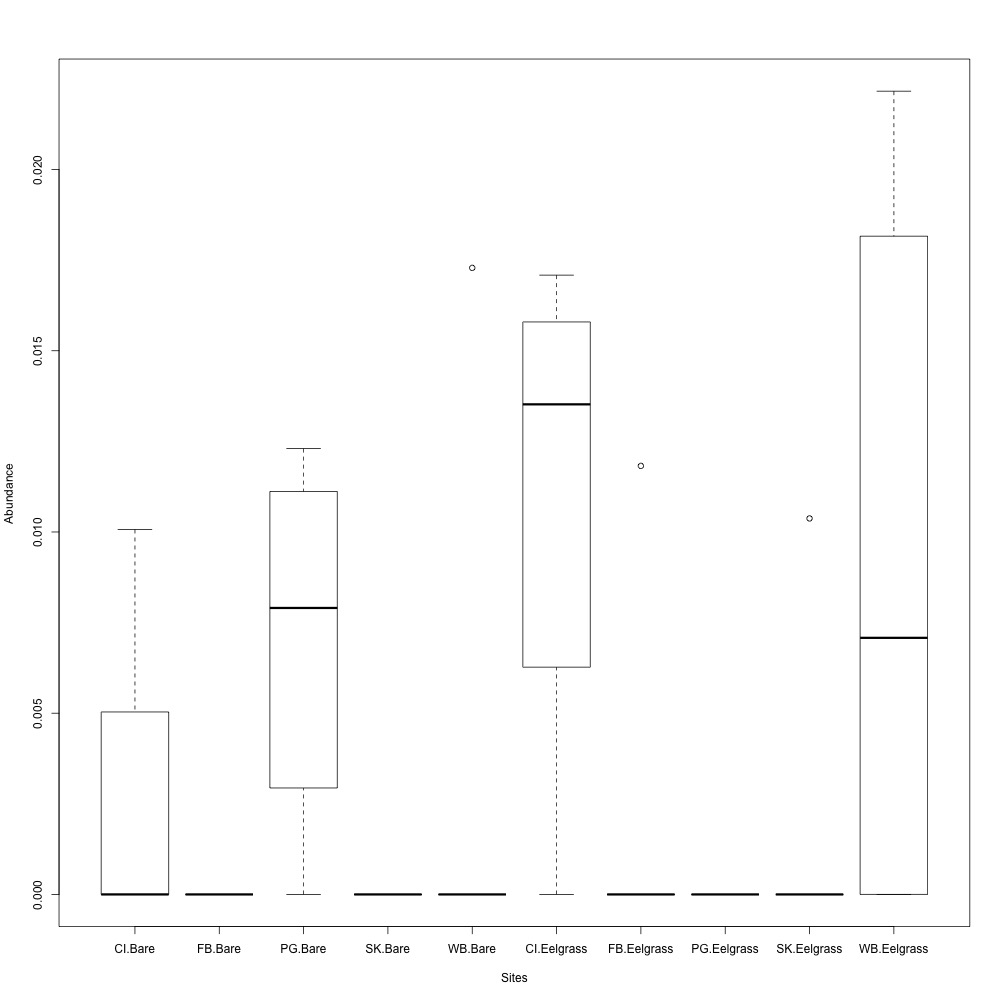 Abundance
0.020
0.015
0.010
0.005
0.000
CI.Bare FB.Bare PG.Bare SK.Bare WB.Bare CI.Eelgrass FB.Eelgrass PG.Eelgrass SK.Eelgrass WB.Eelgrass
Sites